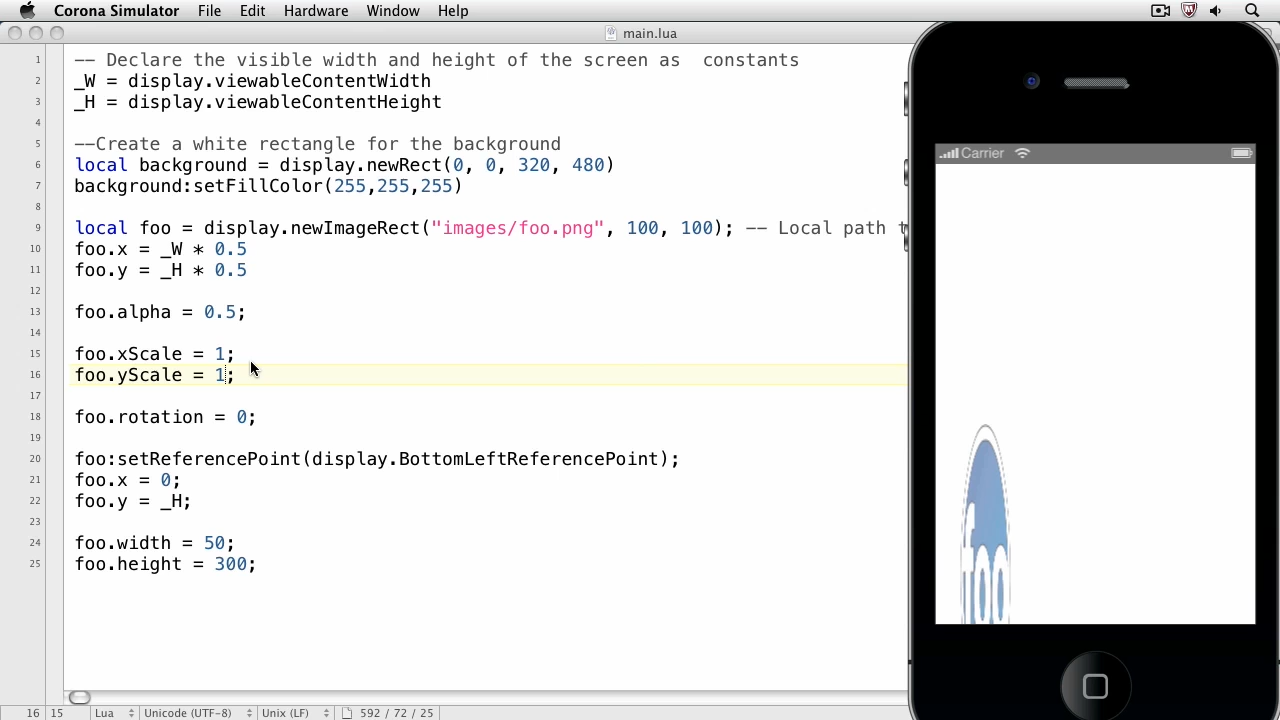 Corona Simulator File Edit Hardware Window Help
main.lua
1 -- Declare the visible width and height of the screen as  constants
2 _W = display.viewableContentWidth
3 _H = display.viewableContentHeight
4
5 --Create a white rectangle for the background
6 local background = display.newRect(0, 0, 320, 480)
7 background:setFillColor(255,255,255)
8
9 local foo = display.newImageRect("images/foo.png", 100, 100); -- Local path t
10 foo.x = _W * 0.5
11 foo.y = _H * 0.5
12
13 foo.alpha = 0.5;
14
15 foo.xScale = 1;
16 foo.yScale = 1;
17
18 foo.rotation = 0;
19
20 foo:setReferencePoint(display.BottomLeftReferencePoint);
21 foo.x = 0;
22 foo.y = _H;
23
24 foo.width = 50;
25 foo.height = 300;
Carrier
foo
16 15 Lua Unicode (UTF-8) Unix (LF) 592 / 72 / 25